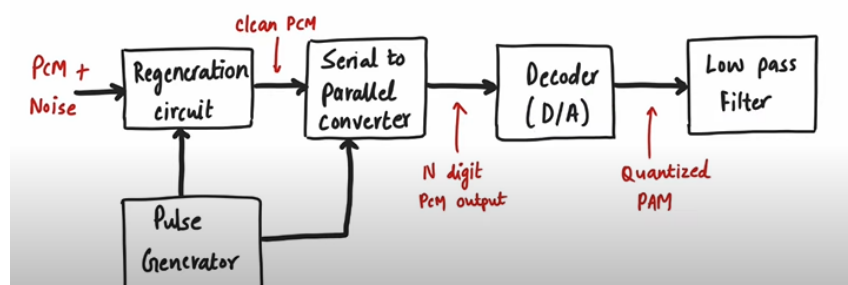 clean PCM
PCM +
Noise
Regeneration
circuit
Serial to
parallel
converter
Decoder
(D/A)
Low pass
Filter
N digit
PCM output
Quantized
PAM
Pulse
Generator